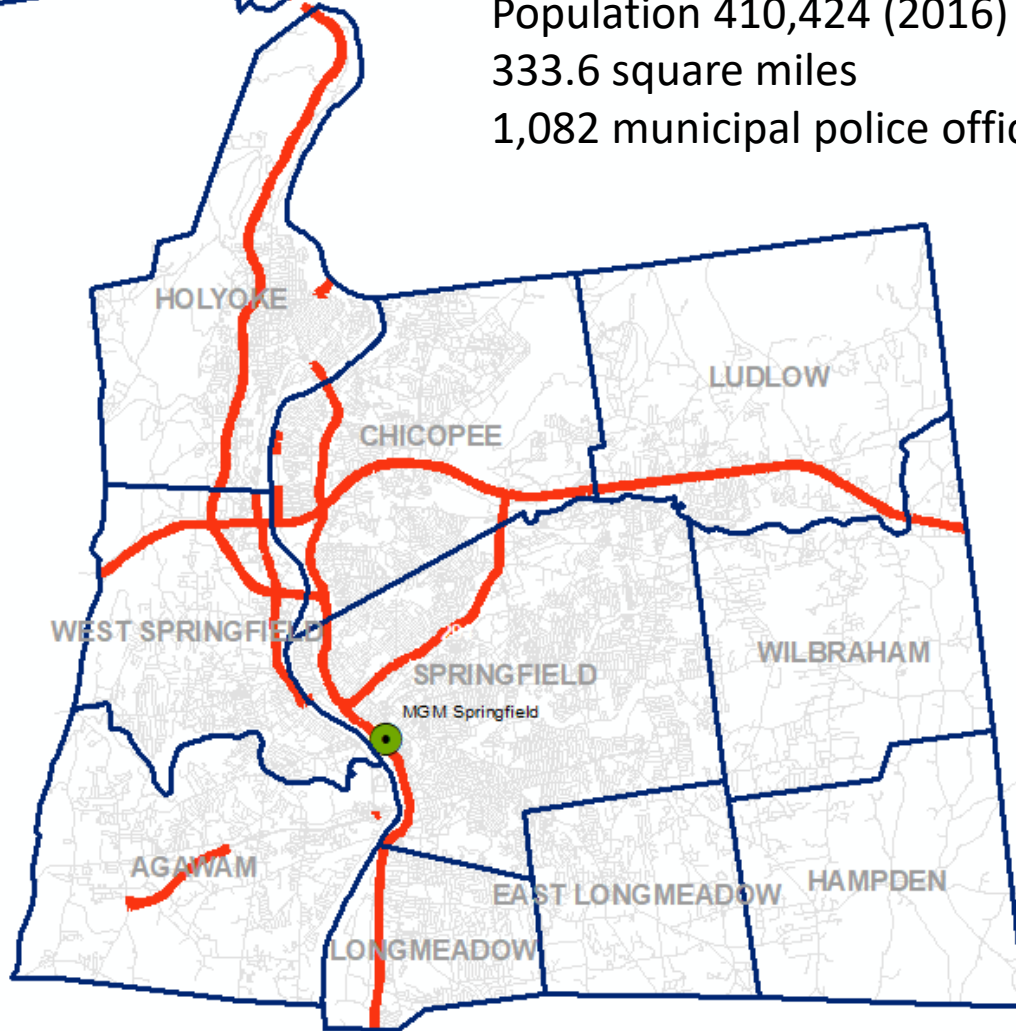 Population 410,424 (2016)
333.6 square miles
1,082 municipal police offic
HOLYOKE
LUDLOW
CHICOPEE
WEST SPRINGFIELD
WILBRAHAM
SPRINGFIELD
MGM Springfield
AGAWAM
HAMPDEN
EAST LONGMEADOW
LONGMEADOW